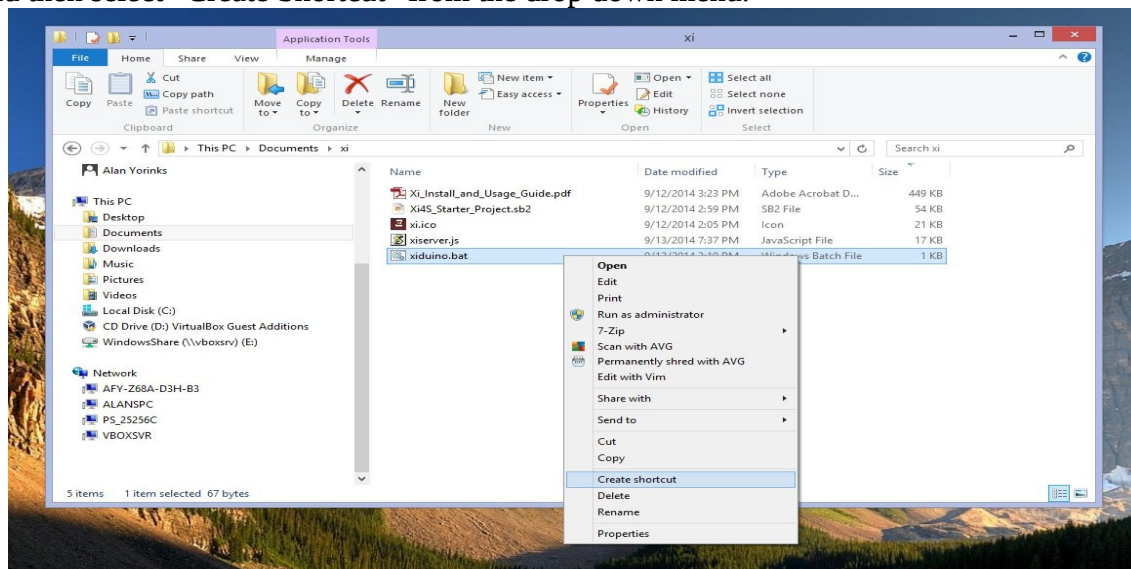 d then select "Create Shortcut" from the drop down menu.
Application Tools
xi
File Home Share View Manage
Copy
Paste
Cut
Copy path
Paste shortcut
Clipboard
Move to
Copy to
Delete
Rename
Organize
New folder
New item
Easy access
New
Properties
Open
Edit
History
Open
Select all
Select none
Invert selection
Select
This PC Documents xi
Search xi
Alan Yorinks
This PC
Desktop
Documents
Downloads
Music
Pictures
Videos
Local Disk (C:)
CD Drive (D:) VirtualBox Guest Additions
WindowsShare (\\vboxsrv) (E:)
Network
AFY-Z68A-D3H-B3
ALANSPC
PS_25256C
VBOXSVR
Name Date modified Type Size
Xi_Install_and_Usage_Guide.pdf 9/12/2014 3:23 PM Adobe Acrobat D... 449 KB
Xi4S_Starter_Project.sb2 9/12/2014 2:59 PM SB2 File 54 KB
xi.ico 9/12/2014 2:05 PM Icon 21 KB
xiserver.js 9/13/2014 7:37 PM JavaScript File 17 KB
xiduino.bat Windows Batch File 1 KB
Open
Edit
Print
Run as administrator
7-Zip
Scan with AVG
Permanently shred with AVG
Edit with Vim
Share with
Send to
Cut
Copy
Create shortcut
Delete
Rename
Properties
5 items 1 item selected 67 bytes